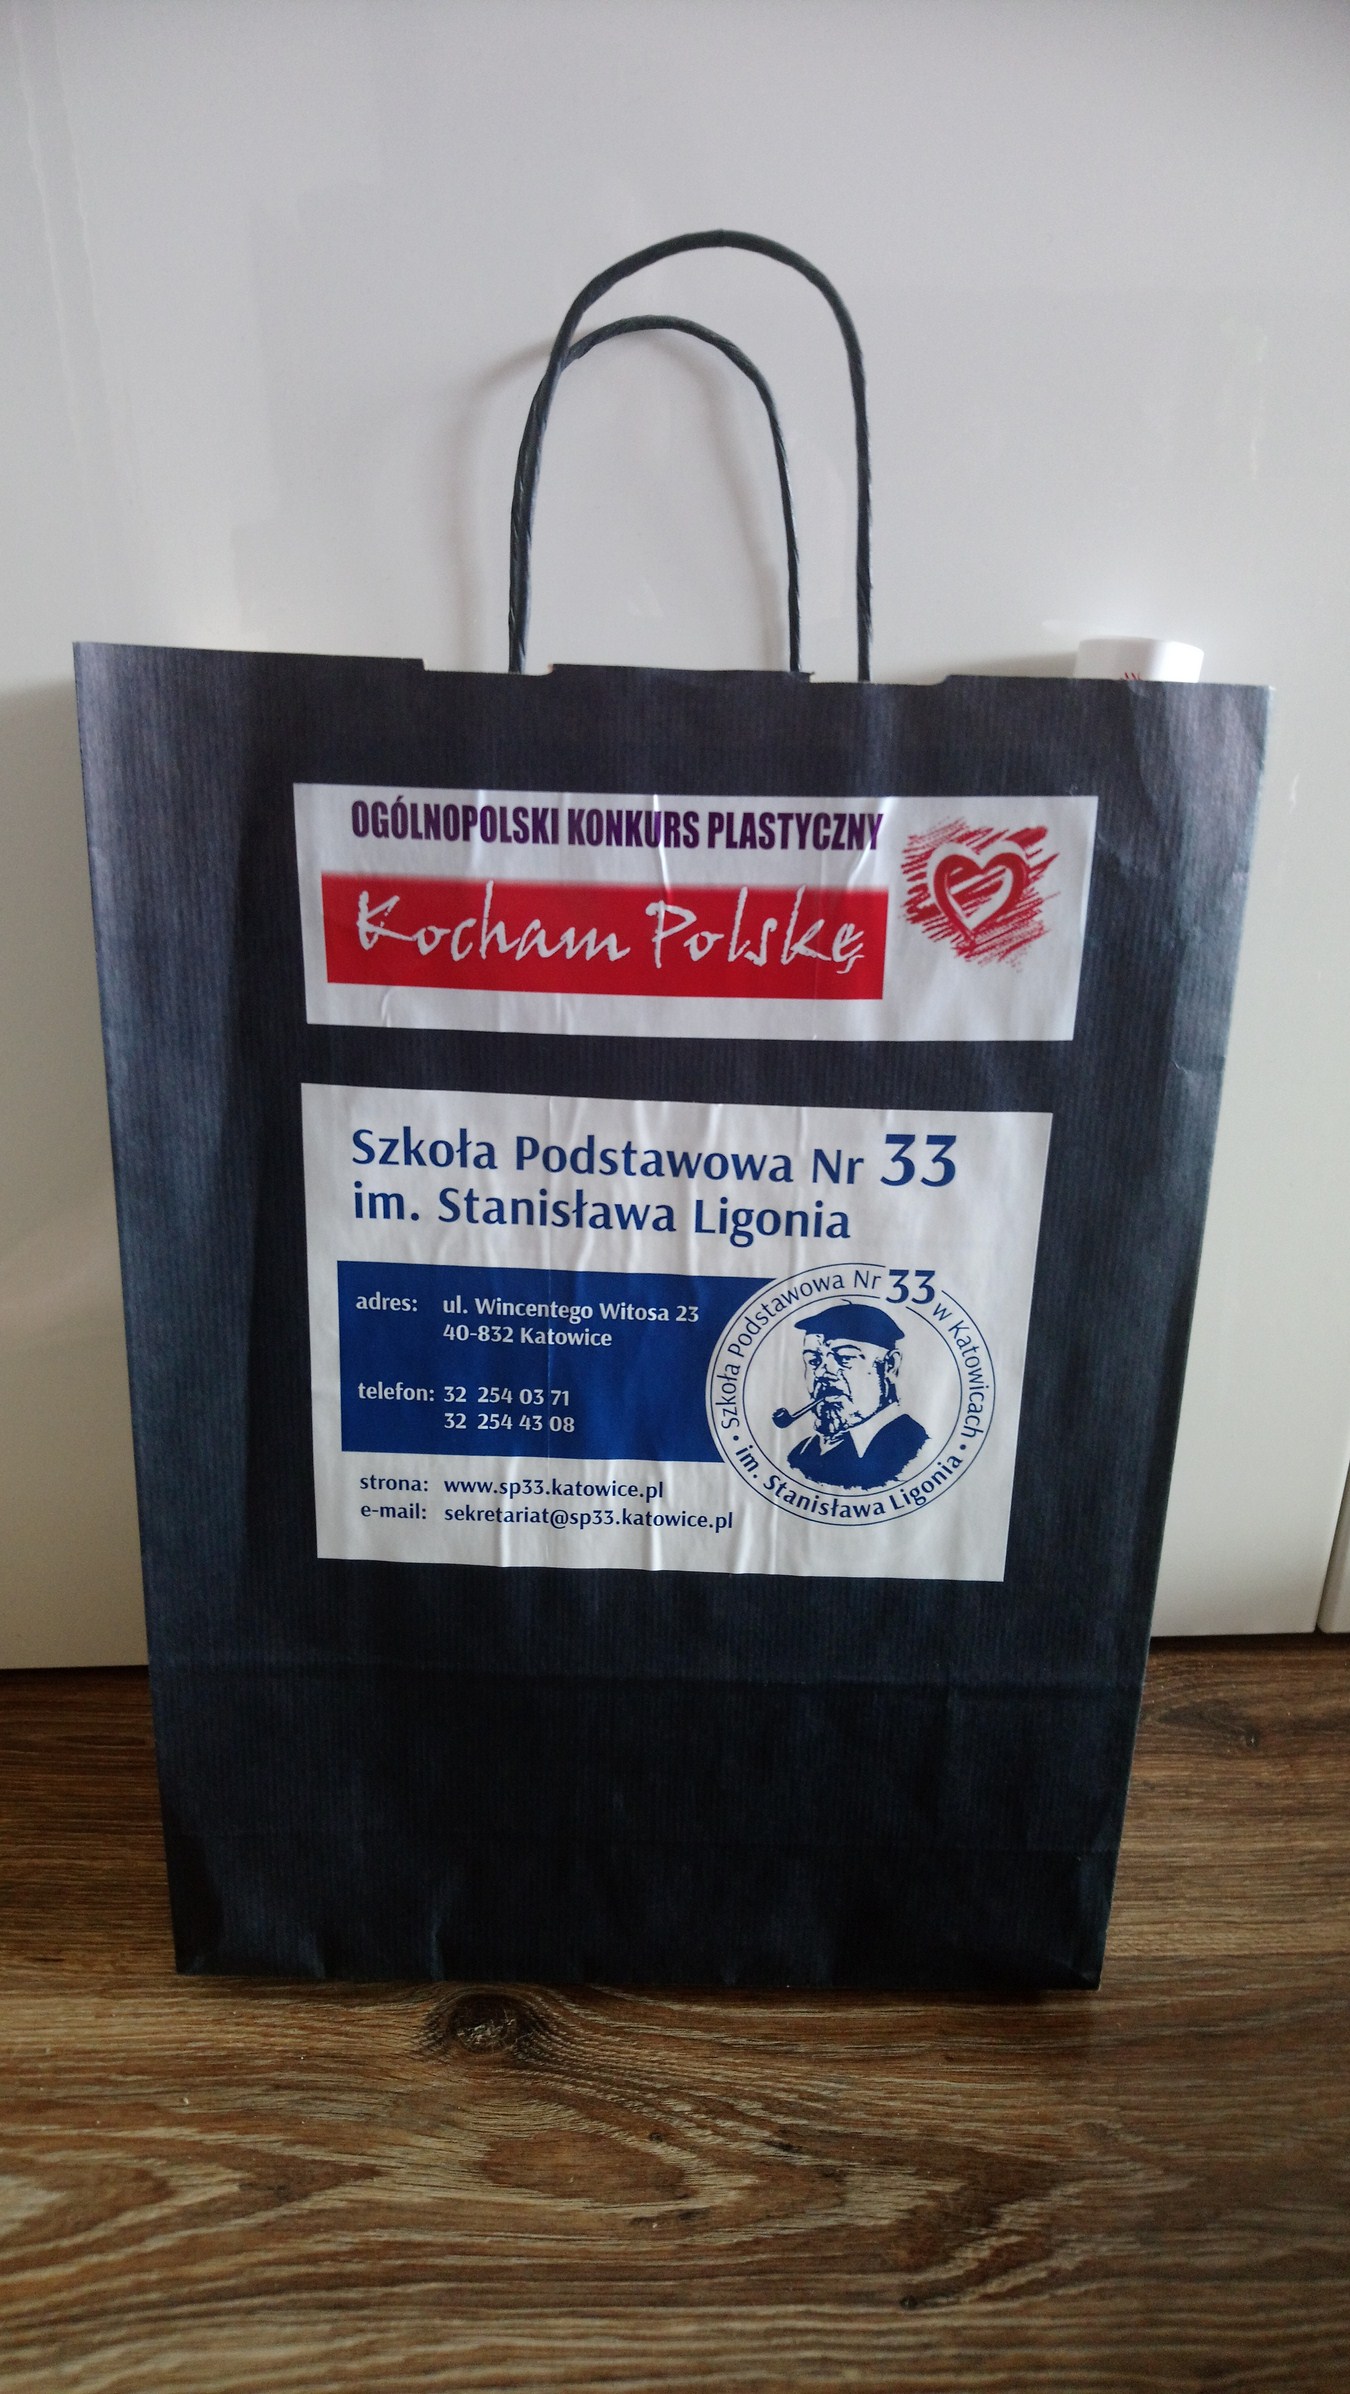 OGÓLNOPOLSKI KONKURS PLASTYCZNY
Kocham Polskę
Szkoła Podstawowa Nr 33
im. Stanisława Ligonia
adres: ul. Wincentego Witosa 23
40-832 Katowice
telefon: 32 254 03 71
32 254 43 08
strona: www.sp33.katowice.pl
e-mail: sekretariat@sp33.katowice.pl
Szkoła Podstawowa Nr 33 w Katowicach
• im. Stanisława Ligonia •